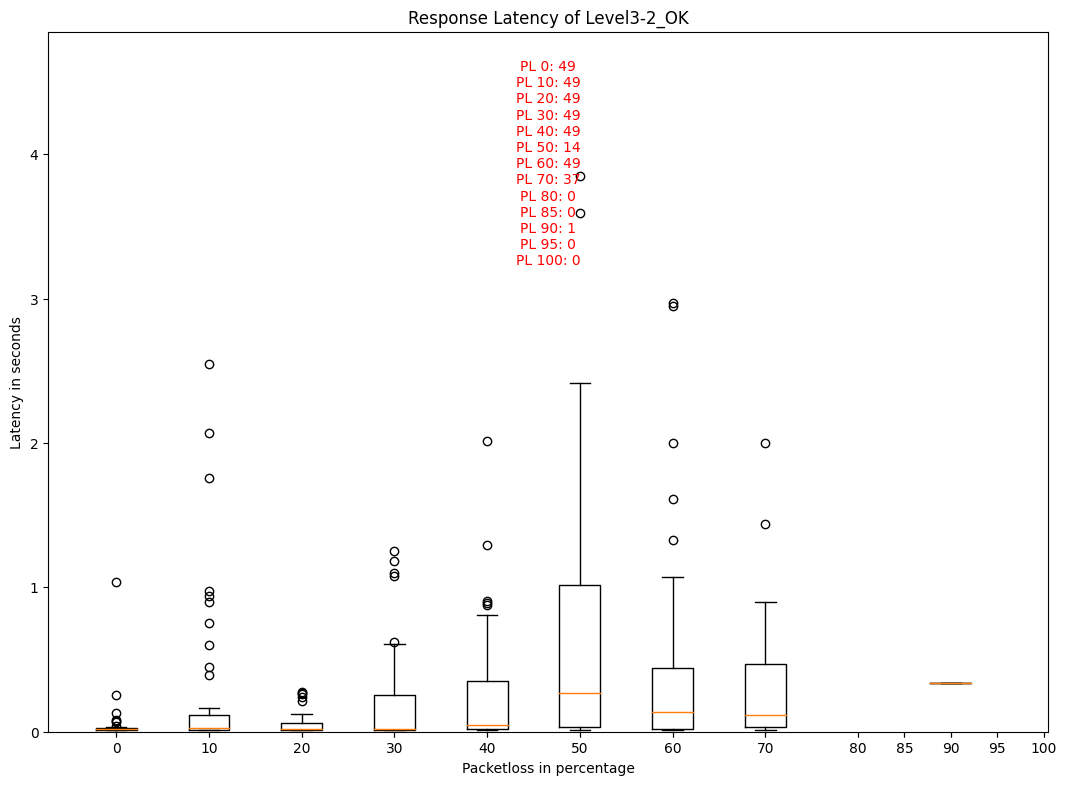 Response Latency of Level3-2_OK
PL 0: 49
PL 10: 49
PL 20: 49
PL 30: 49
PL 40: 49
PL 50: 14
PL 60: 49
PL 70: 37
PL 80: 0
PL 85: 0
PL 90: 1
PL 95: 0
PL 100: 0
4
3
2
1
0
Latency in seconds
0 10 20 30 40 50 60 70 80 85 90 95 100
Packetloss in percentage